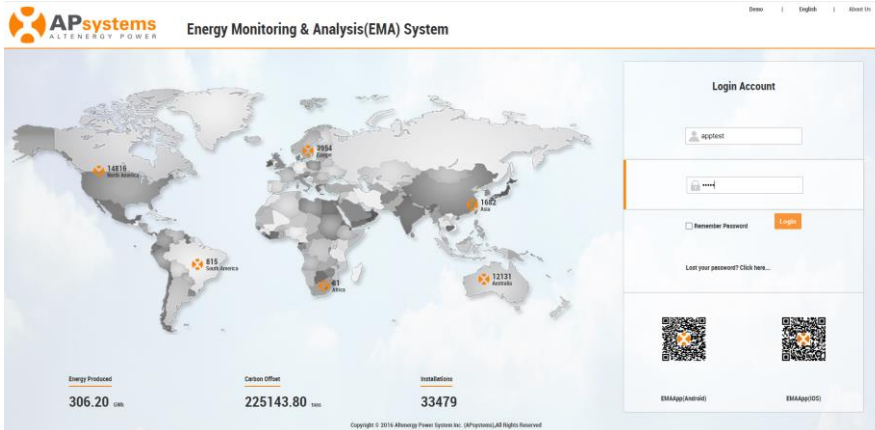 Demo | English | About Us
APsystems
ALTENERGY POWER
Energy Monitoring & Analysis(EMA) System
Login Account
apptest
•••••
Remember Password
Login
Lost your password? Click here...
14816
North America
3954
Europe
1682
Asia
815
South America
81
Africa
12131
Australia
Energy Produced
306.20 GWh
Carbon Offset
225143.80 tons
Installations
33479
EMAApp(Android)
EMAApp(IOS)
Copyright © 2016 Altenergy Power System Inc. (APsystems),All Rights Reserved